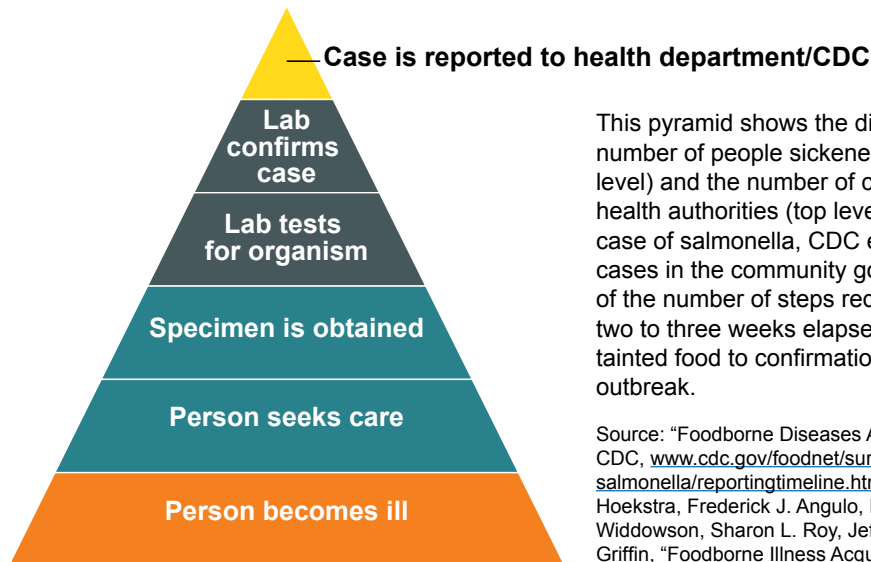 Case is reported to health department/CDC
Lab
confirms
case
Lab tests
for organism
Specimen is obtained
Person seeks care
Person becomes ill
This pyramid shows the di
number of people sickene
level) and the number of c
health authorities (top leve
case of salmonella, CDC e
cases in the community go
of the number of steps rec
two to three weeks elapse
tainted food to confirmatio
outbreak.
Source: “Foodborne Diseases A
CDC, www.cdc.gov/foodnet/sur
salmonella/reportingtimeline.htm
Hoekstra, Frederick J. Angulo,
Widdowson, Sharon L. Roy, Jef
Griffin, “Foodborne Illness Acqu